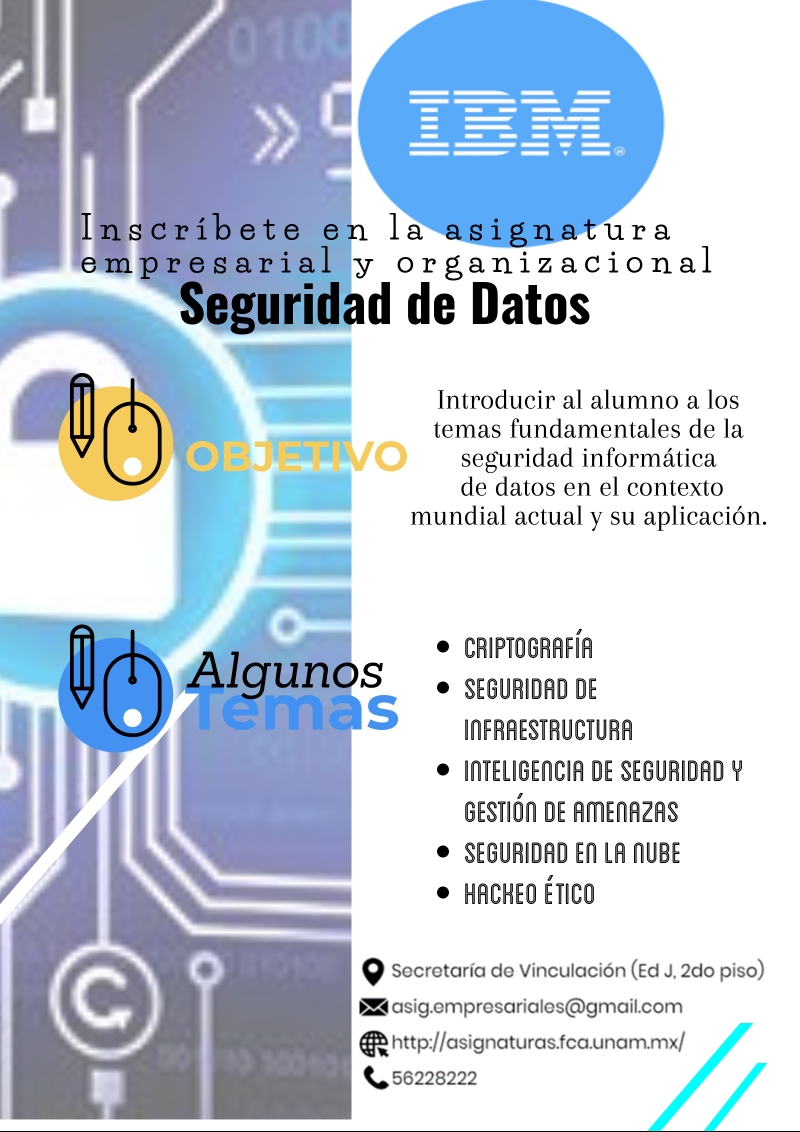 IBM®
Inscríbete en la asignatura
empresarial y organizacional
Seguridad de Datos
OBJETIVO
Introducir al alumno a los
temas fundamentales de la
seguridad informática
de datos en el contexto
mundial actual y su aplicación.
Algunos
Temas
CRIPTOGRAFÍA
SEGURIDAD DE
INFRAESTRUCTURA
INTELIGENCIA DE SEGURIDAD Y
GESTIÓN DE AMENAZAS
SEGURIDAD EN LA NUBE
HACKEO ÉTICO
Secretaría de Vinculación (Ed J, 2do piso)
asig.empresariales@gmail.com
http://asignaturas.fca.unam.mx/
56228222